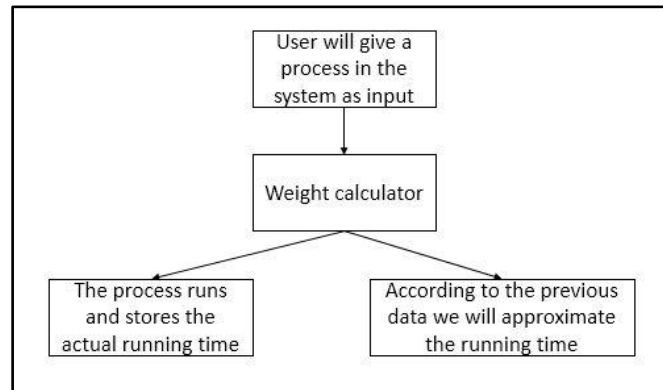 User will give a
process in the
system as input
Weight calculator
The process runs
and stores the
actual running time
According to the previous
data we will approximate
the running time